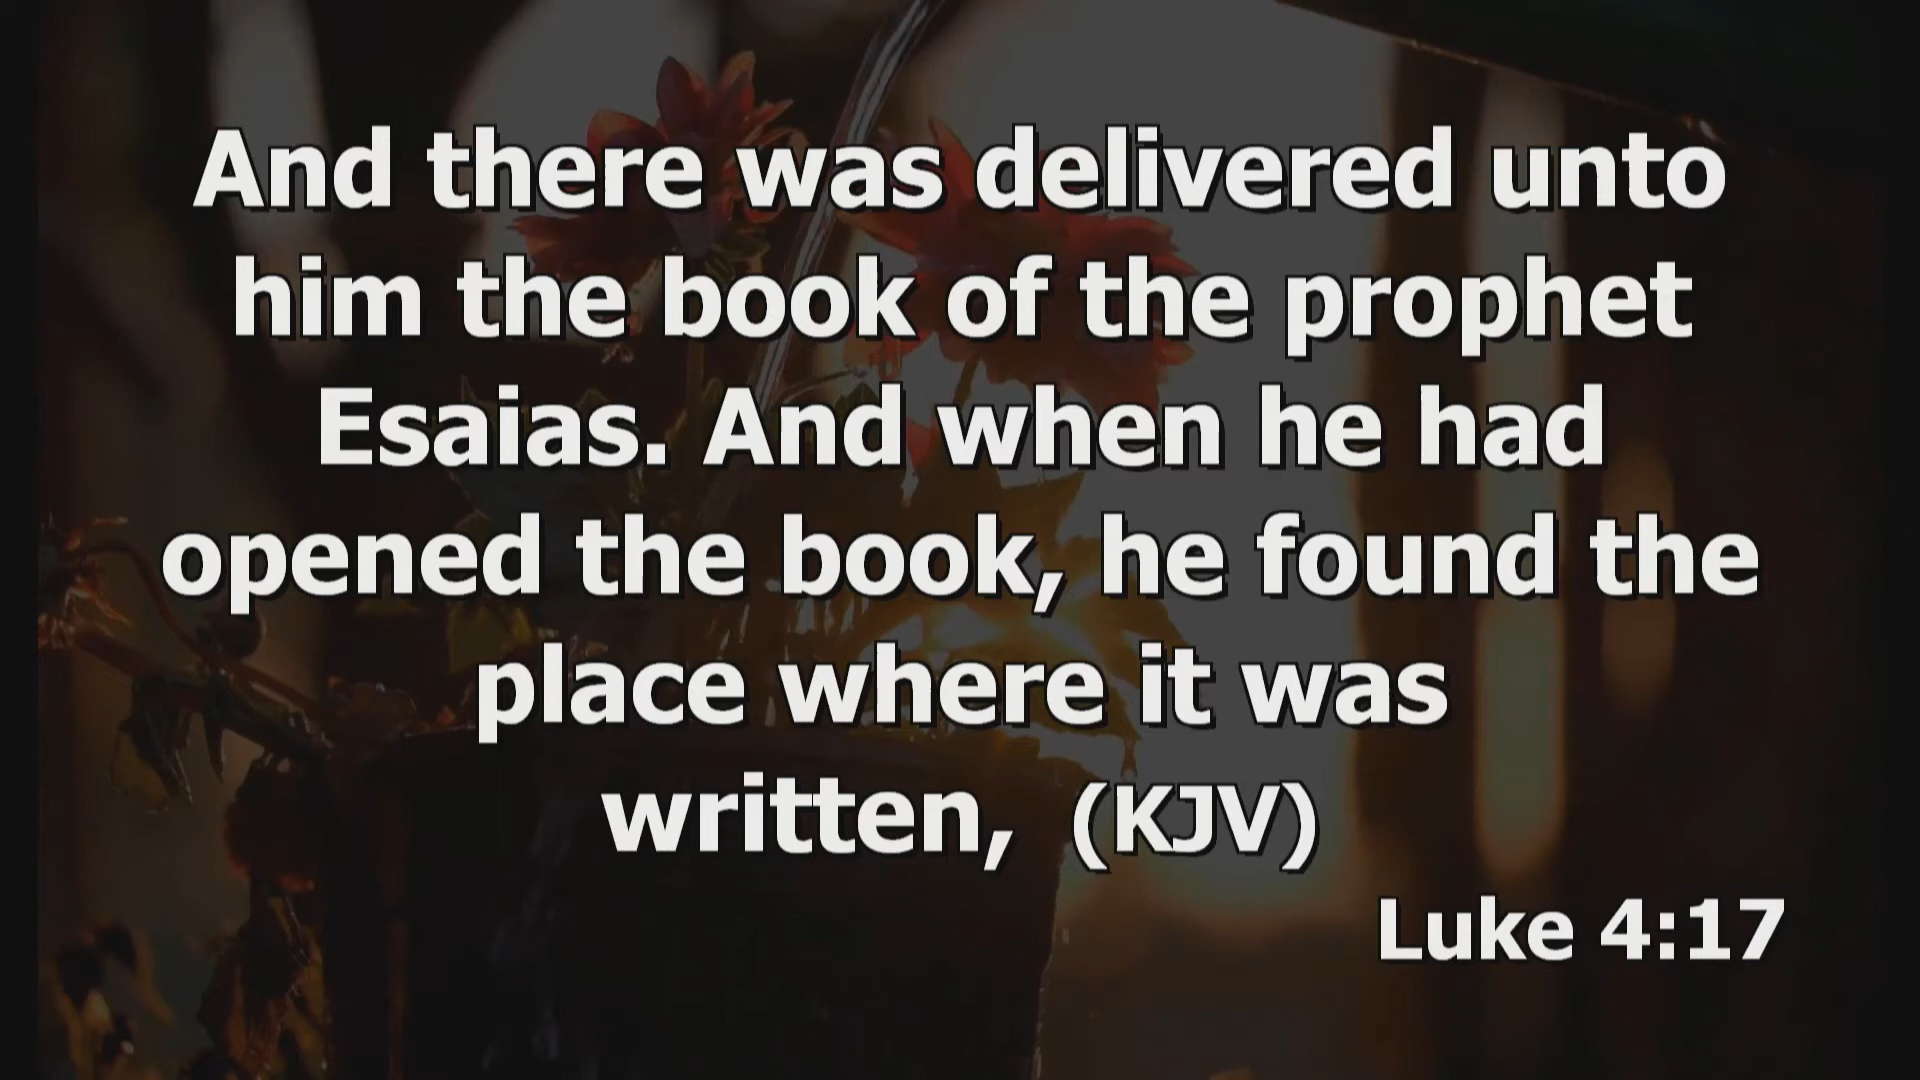 And there was delivered unto
him the book of the prophet
Esaias. And when he had
opened the book, he found the
place where it was
written, (KJV)
Luke 4:17